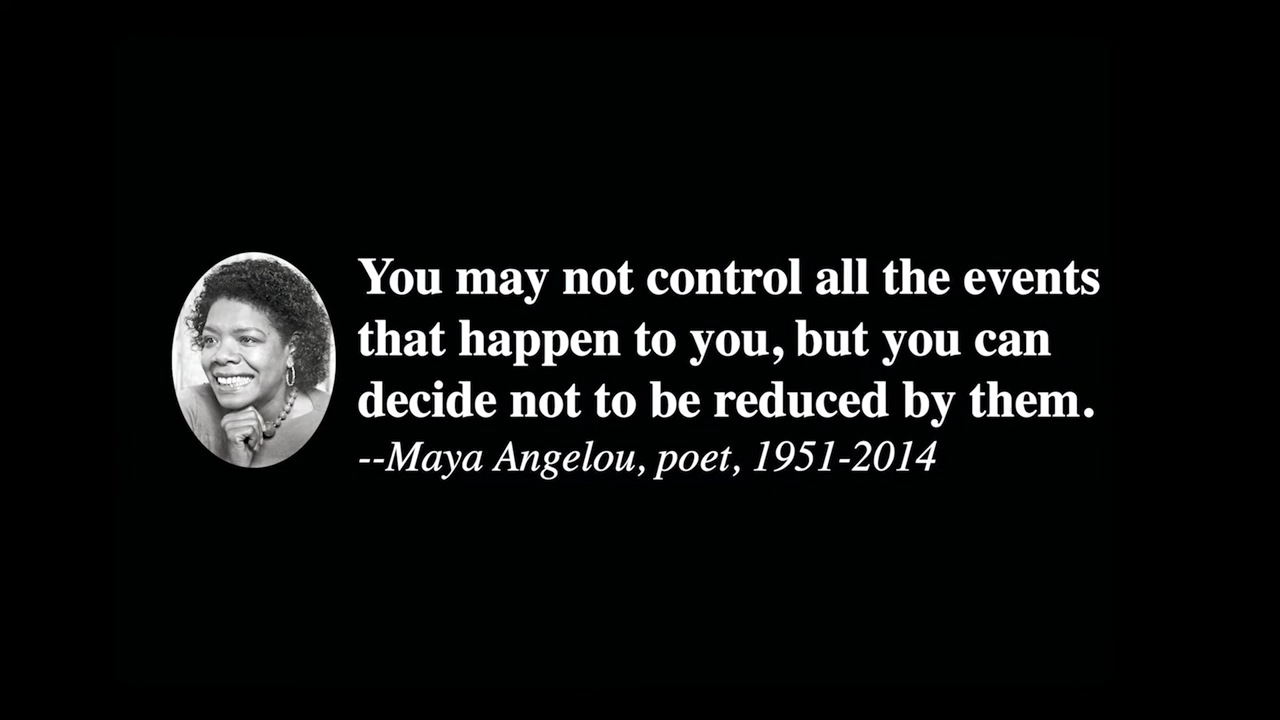 You may not control all the events
that happen to you, but you can
decide not to be reduced by them.
--Maya Angelou, poet, 1951-2014